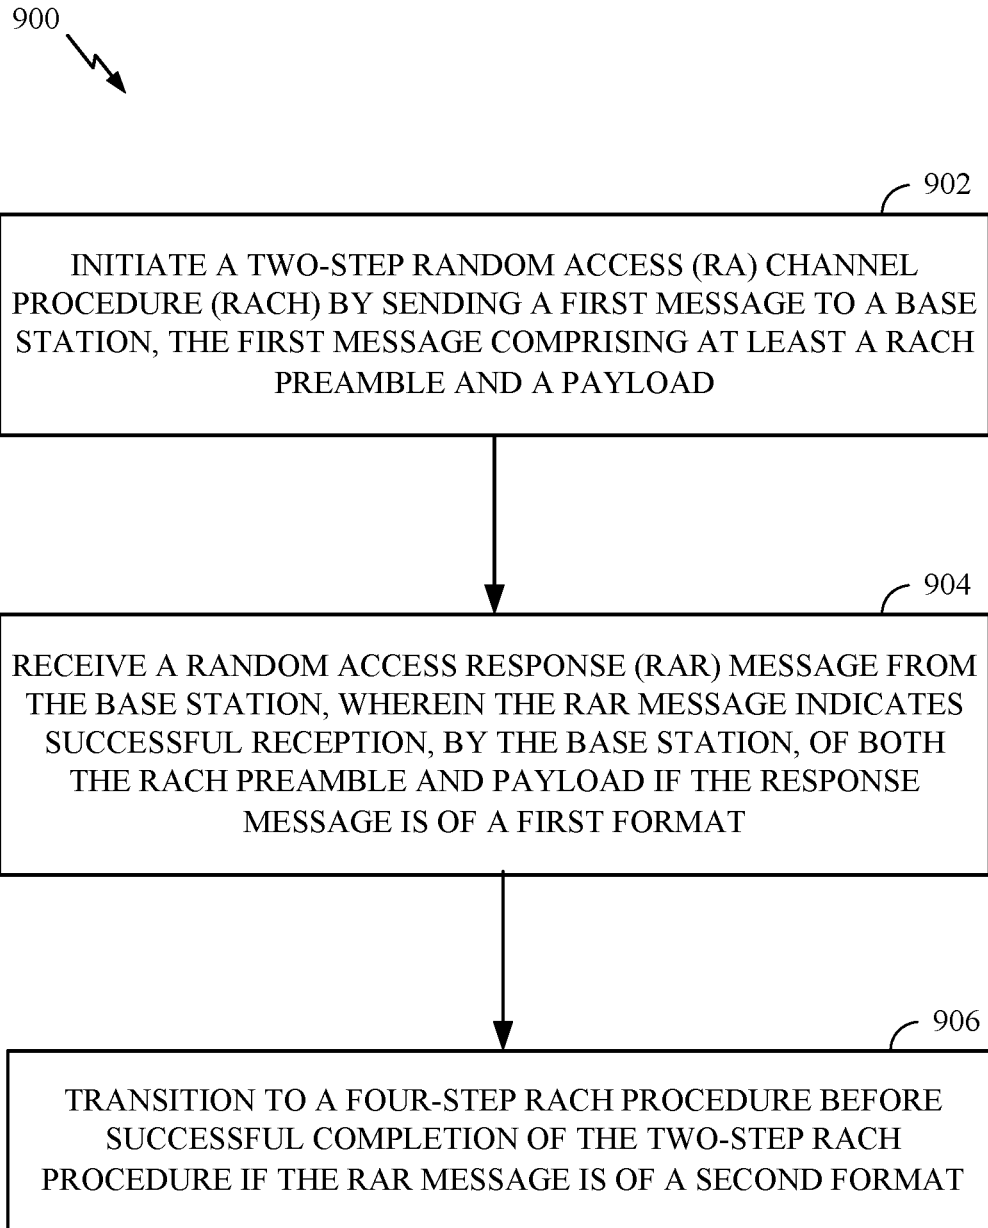 900
902
INITIATE A TWO-STEP RANDOM ACCESS (RA) CHANNEL
PROCEDURE (RACH) BY SENDING A FIRST MESSAGE TO A BASE
STATION, THE FIRST MESSAGE COMPRISING AT LEAST A RACH
PREAMBLE AND A PAYLOAD
904
RECEIVE A RANDOM ACCESS RESPONSE (RAR) MESSAGE FROM
THE BASE STATION, WHEREIN THE RAR MESSAGE INDICATES
SUCCESSFUL RECEPTION, BY THE BASE STATION, OF BOTH
THE RACH PREAMBLE AND PAYLOAD IF THE RESPONSE
MESSAGE IS OF A FIRST FORMAT
906
TRANSITION TO A FOUR-STEP RACH PROCEDURE BEFORE
SUCCESSFUL COMPLETION OF THE TWO-STEP RACH
PROCEDURE IF THE RAR MESSAGE IS OF A SECOND FORMAT